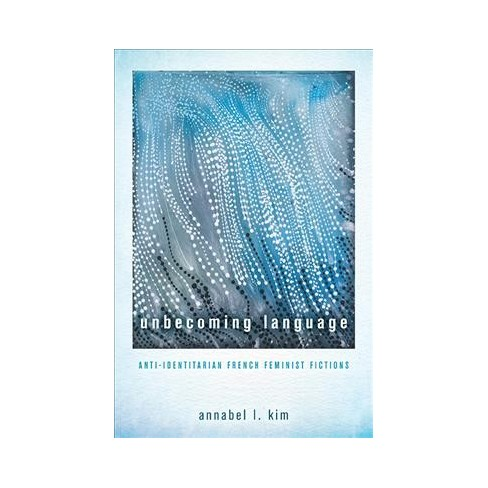 unbecoming language
ANTI-IDENTITARIAN FRENCH FEMINIST FICTIONS
annabel l. kim